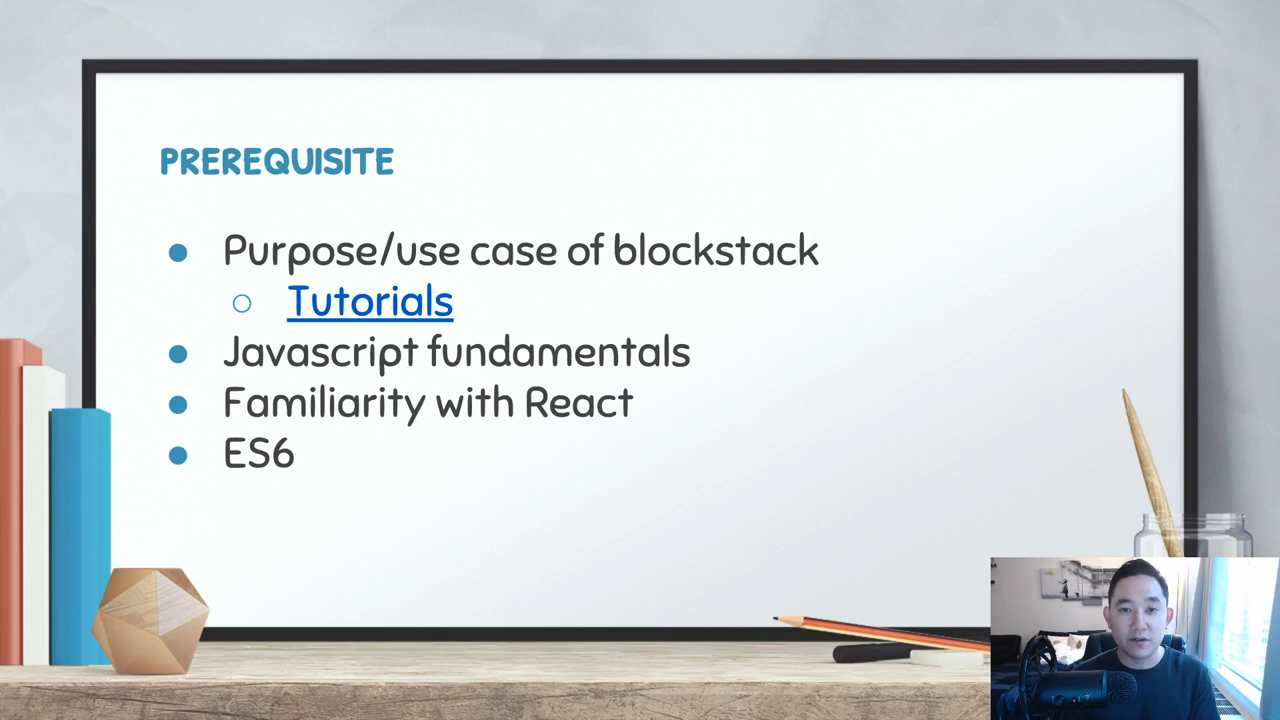 PREREQUISITE
Purpose/use case of blockstack
Tutorials
Javascript fundamentals
Familiarity with React
ES6